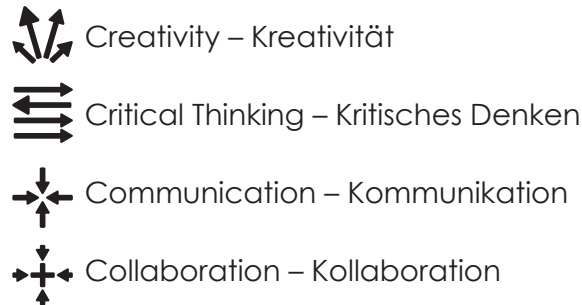 Creativity – Kreativität
Critical Thinking – Kritisches Denken
Communication – Kommunikation
Collaboration – Kollaboration